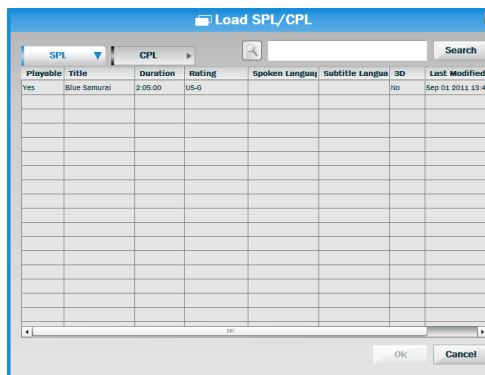 Load SPL/CPL
SPL CPL Search
Playable Title Duration Rating Spoken Languag Subtitle Langua 3D Last Modified
Yes Blue Samurai 2:05:00 US-G No Sep 01 2011 13:4
Ok Cancel